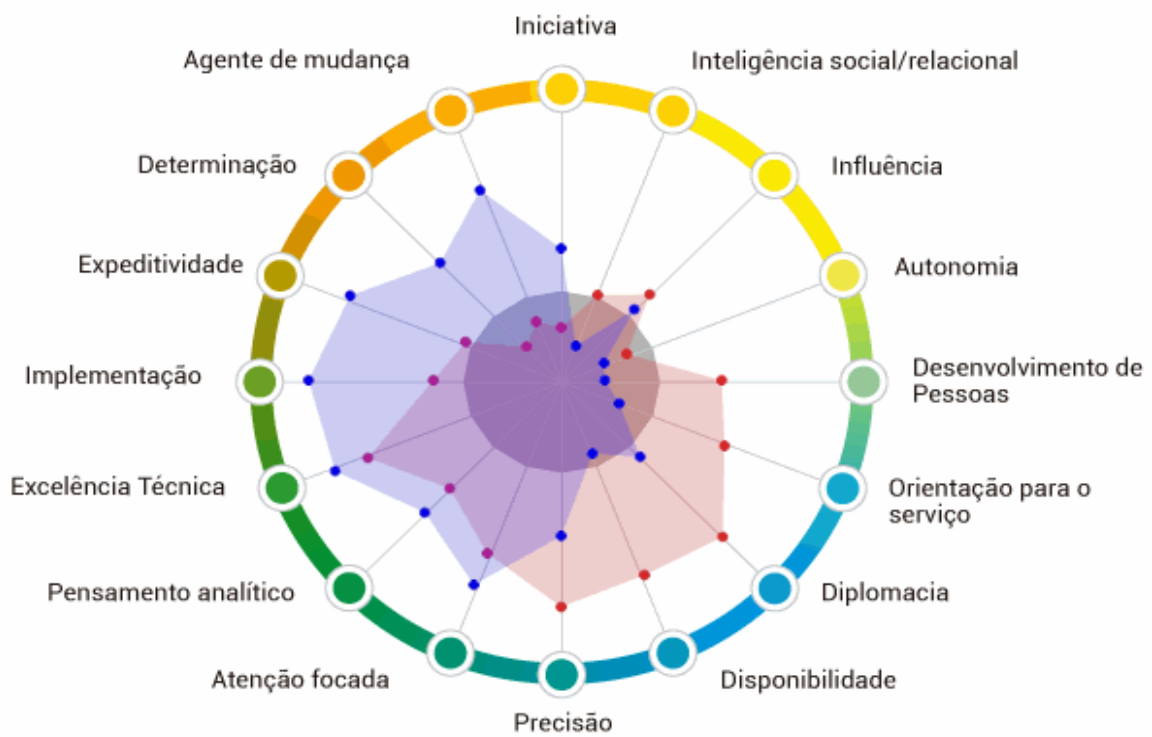 Iniciativa
Inteligência social/relacional
Influência
Autonomia
Desenvolvimento de
Pessoas
Orientação para o
serviço
Diplomacia
Disponibilidade
Precisão
Atenção focada
Pensamento analítico
Excelência Técnica
Implementação
Expeditividade
Determinação
Agente de mudança